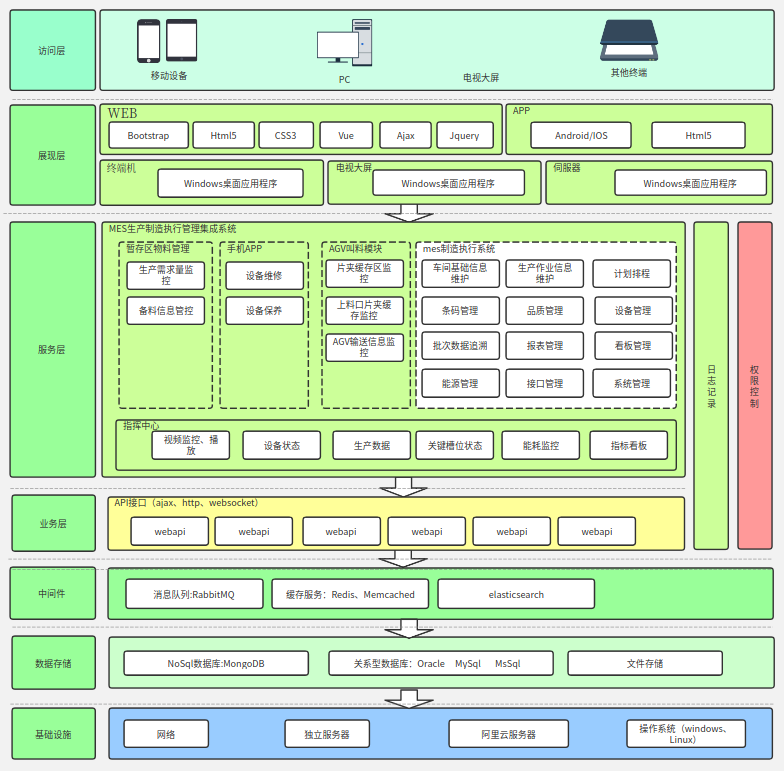 访问层
移动设备
PC
电视大屏
其他终端
展现层
WEB
Bootstrap
Html5
CSS3
Vue
Ajax
Jquery
APP
Android/IOS
Html5
终端机
Windows桌面应用程序
电视大屏
Windows桌面应用程序
伺服器
Windows桌面应用程序
服务层
MES生产制造执行管理集成系统
暂存区物料管理
生产需求量监
控
备料信息管控
手机APP
设备维修
设备保养
AGV叫料模块
片夹缓存区监
控
上料口片夹缓
存监控
AGV输送信息监
控
mes制造执行系统
车间基础信息
维护
生产作业信息
维护
计划排程
条码管理
品质管理
设备管理
批次数据追溯
报表管理
看板管理
能源管理
接口管理
系统管理
指挥中心
视频监控、播
放
设备状态
生产数据
关键槽位状态
能耗监控
指标看板
日
志
记
录
权
限
控
制
业务层
API接口（ajax、http、websocket）
webapi
webapi
webapi
webapi
webapi
webapi
中间件
消息队列:RabbitMQ
缓存服务：Redis、Memcached
elasticsearch
数据存储
NoSql数据库:MongoDB
关系型数据库：Oracle MySql MsSql
文件存储
基础设施
网络
独立服务器
阿里云服务器
操作系统（windows、
Linux）